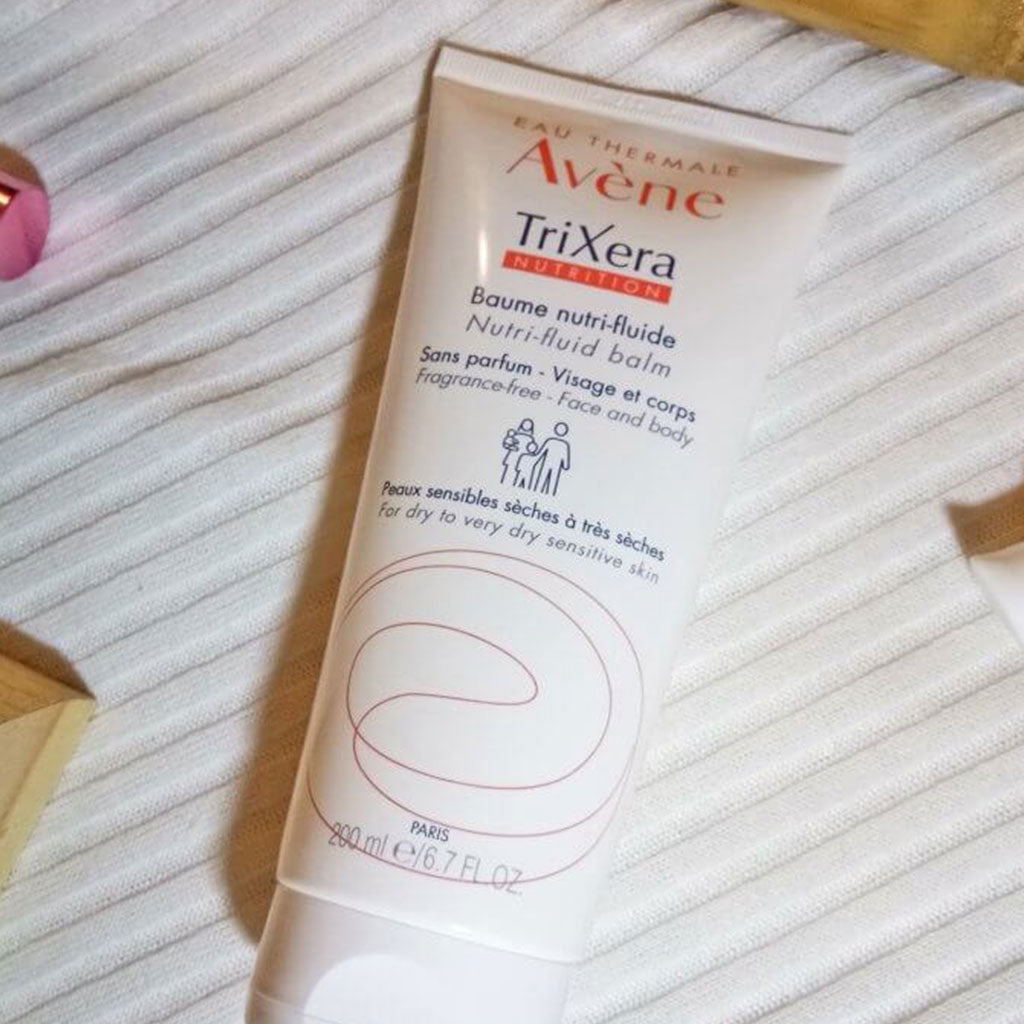 EAU THERMALE
Avène
TriXera
NUTRITION
Baume nutri-fluide
Nutri-fluid balm
Sans parfum - Visage et corps
Fragrance-free - Face and body
Peaux sensibles sèches à très sèches
For dry to very dry sensitive skin
PARIS
200 ml ℮/6.7 FL OZ.